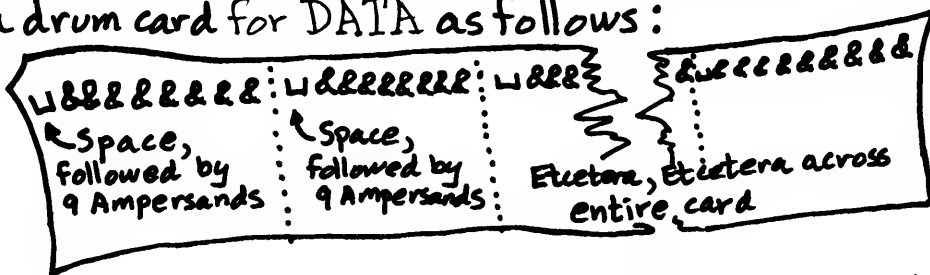 drum card for DATA as follows:
␣&&&&&&&& ␣&&&&&&&& ␣&&& &␣&&&&&&&&&
Space,
followed by
9 Ampersands
Space,
followed by
9 Ampersands
Etcetera, Etcetera across
entire card